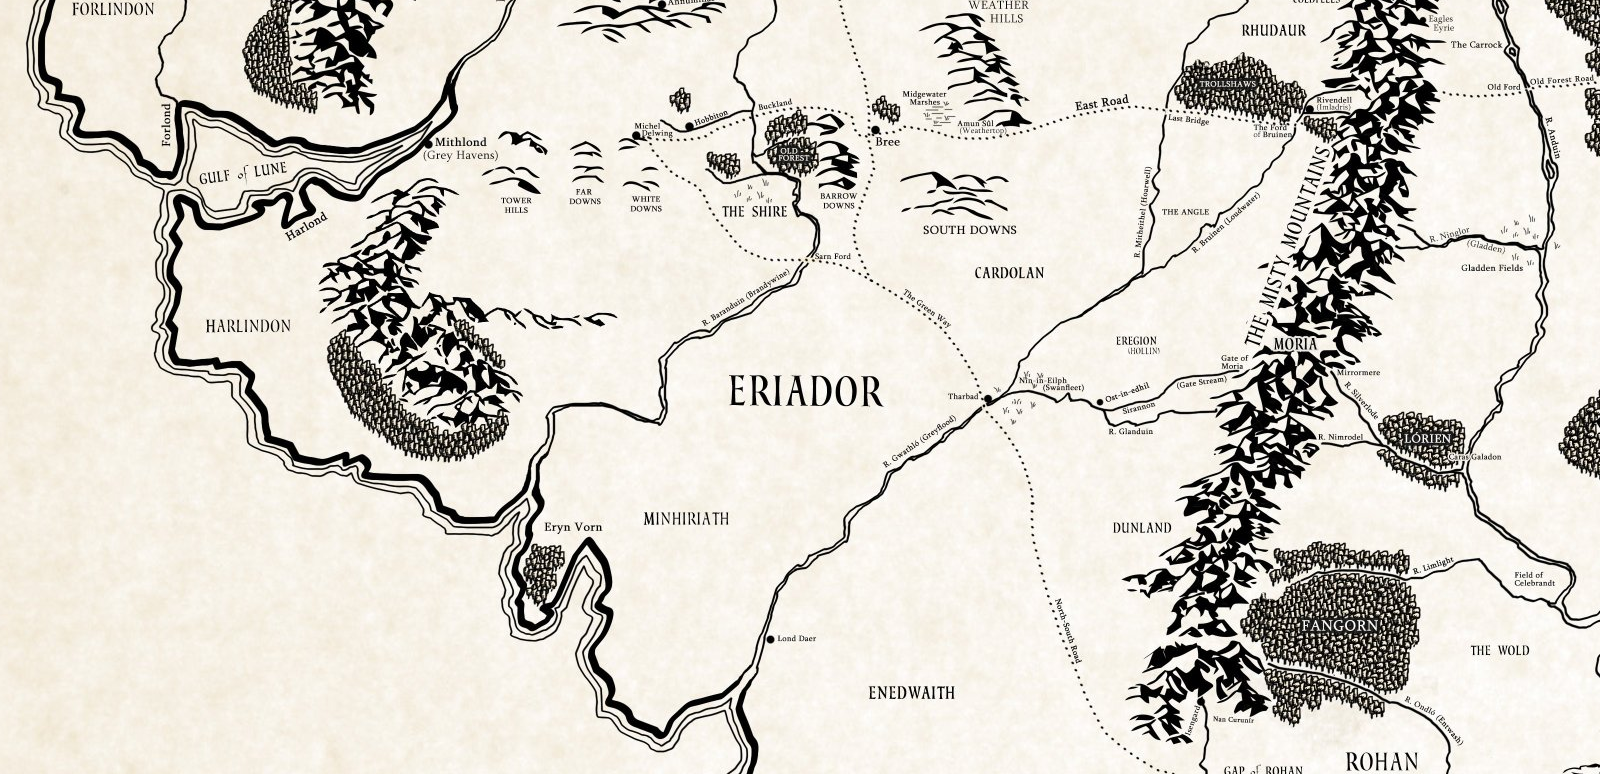 FORLINDON
Annúminas
WEATHER
HILLS
COLDFELLS
RHUDAUR
Eagles
Eyrie
The Carrock
TROLLSHAWS
Old Ford
Old Forest Road
Forlond
Michel
Delwing
Hobbiton
Buckland
Midgewater
Marshes
East Road
Amun Sûl
(Weathertop)
Bree
Last Bridge
Rivendell
(Imladris)
The Ford
of Bruinen
R. Anduin
Mithlond
(Grey Havens)
GULF of LUNE
Harlond
OLD
FOREST
TOWER
HILLS
FAR
DOWNS
WHITE
DOWNS
THE SHIRE
BARROW
DOWNS
SOUTH DOWNS
R. Mitheithel (Hoarwell)
THE ANGLE
R. Bruinen (Loudwater)
THE MISTY MOUNTAINS
R. Ninglor
(Gladden)
Gladden Fields
Sarn Ford
CARDOLAN
R. Baranduin (Brandywine)
The Green Way
HARLINDON
EREGION
(HOLLIN)
MORIA
Gate of
Moria
Mirrormere
ERIADOR
Tharbad
Nin-in-Eilph
(Swanfleet)
Ost-in-edhil
(Gate Stream)
Sirannon
R. Glanduin
R. Silverlode
R. Nimrodel
LORIEN
Caras Galadon
R. Gwathló (Greyflood)
Eryn Vorn
MINHIRIATH
DUNLAND
R. Limlight
Field of
Celebrandt
North-South Road
FANGORN
Lond Daer
THE WOLD
ENEDWAITH
Isengard
Nan Curunír
R. Ondló (Entwash)
GAP of ROHAN
ROHAN